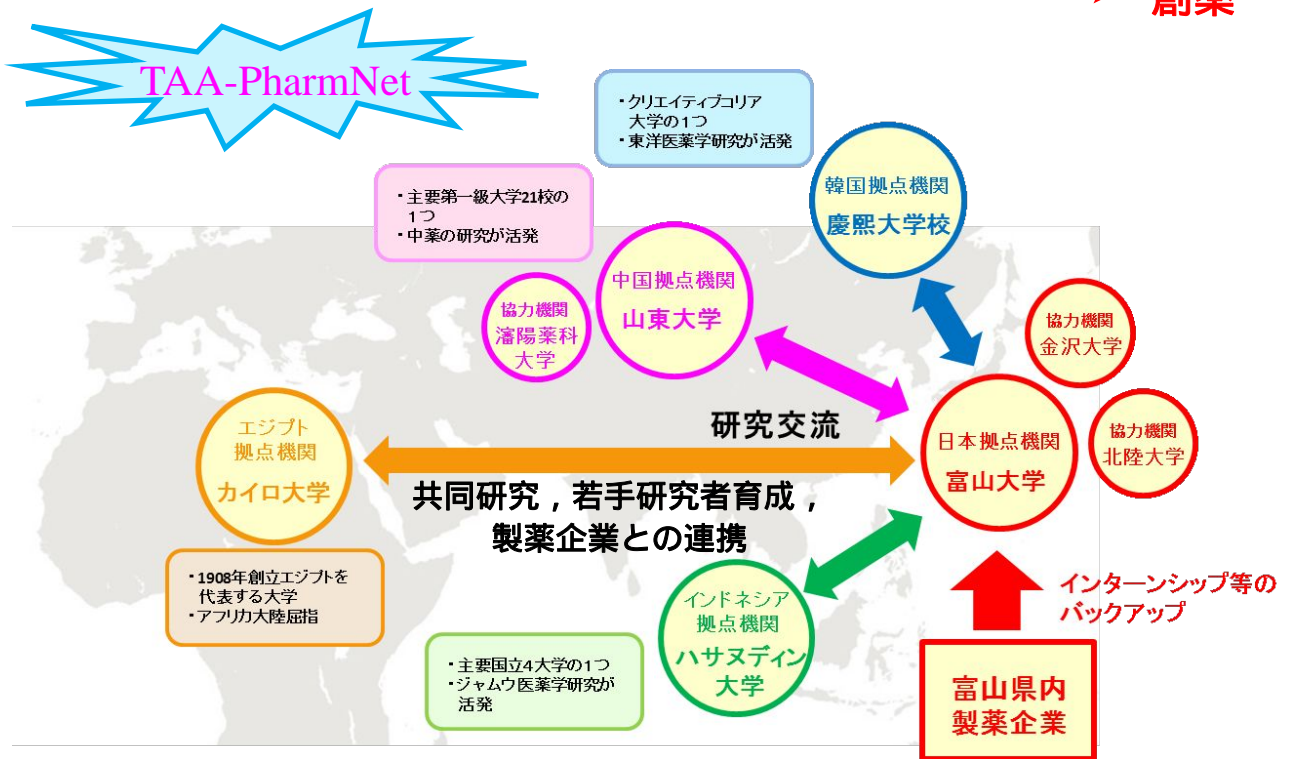 創薬
TAA-PharmNet
・クリエイティブコリア
大学の1つ
・東洋医薬学研究が活発
韓国拠点機関
慶熙大学校
・主要第一級大学21校の
1つ
・中薬の研究が活発
中国拠点機関
山東大学
協力機関
瀋陽薬科
大学
協力機関
金沢大学
研究交流
エジプト
拠点機関
カイロ大学
日本拠点機関
富山大学
協力機関
北陸大学
共同研究，若手研究者育成，
製薬企業との連携
・1908年創立エジプトを
代表する大学
・アフリカ大陸屈指
インドネシア
拠点機関
ハサヌディン
大学
・主要国立4大学の1つ
・ジャムウ医薬学研究が
活発
インターンシップ等の
バックアップ
富山県内
製薬企業